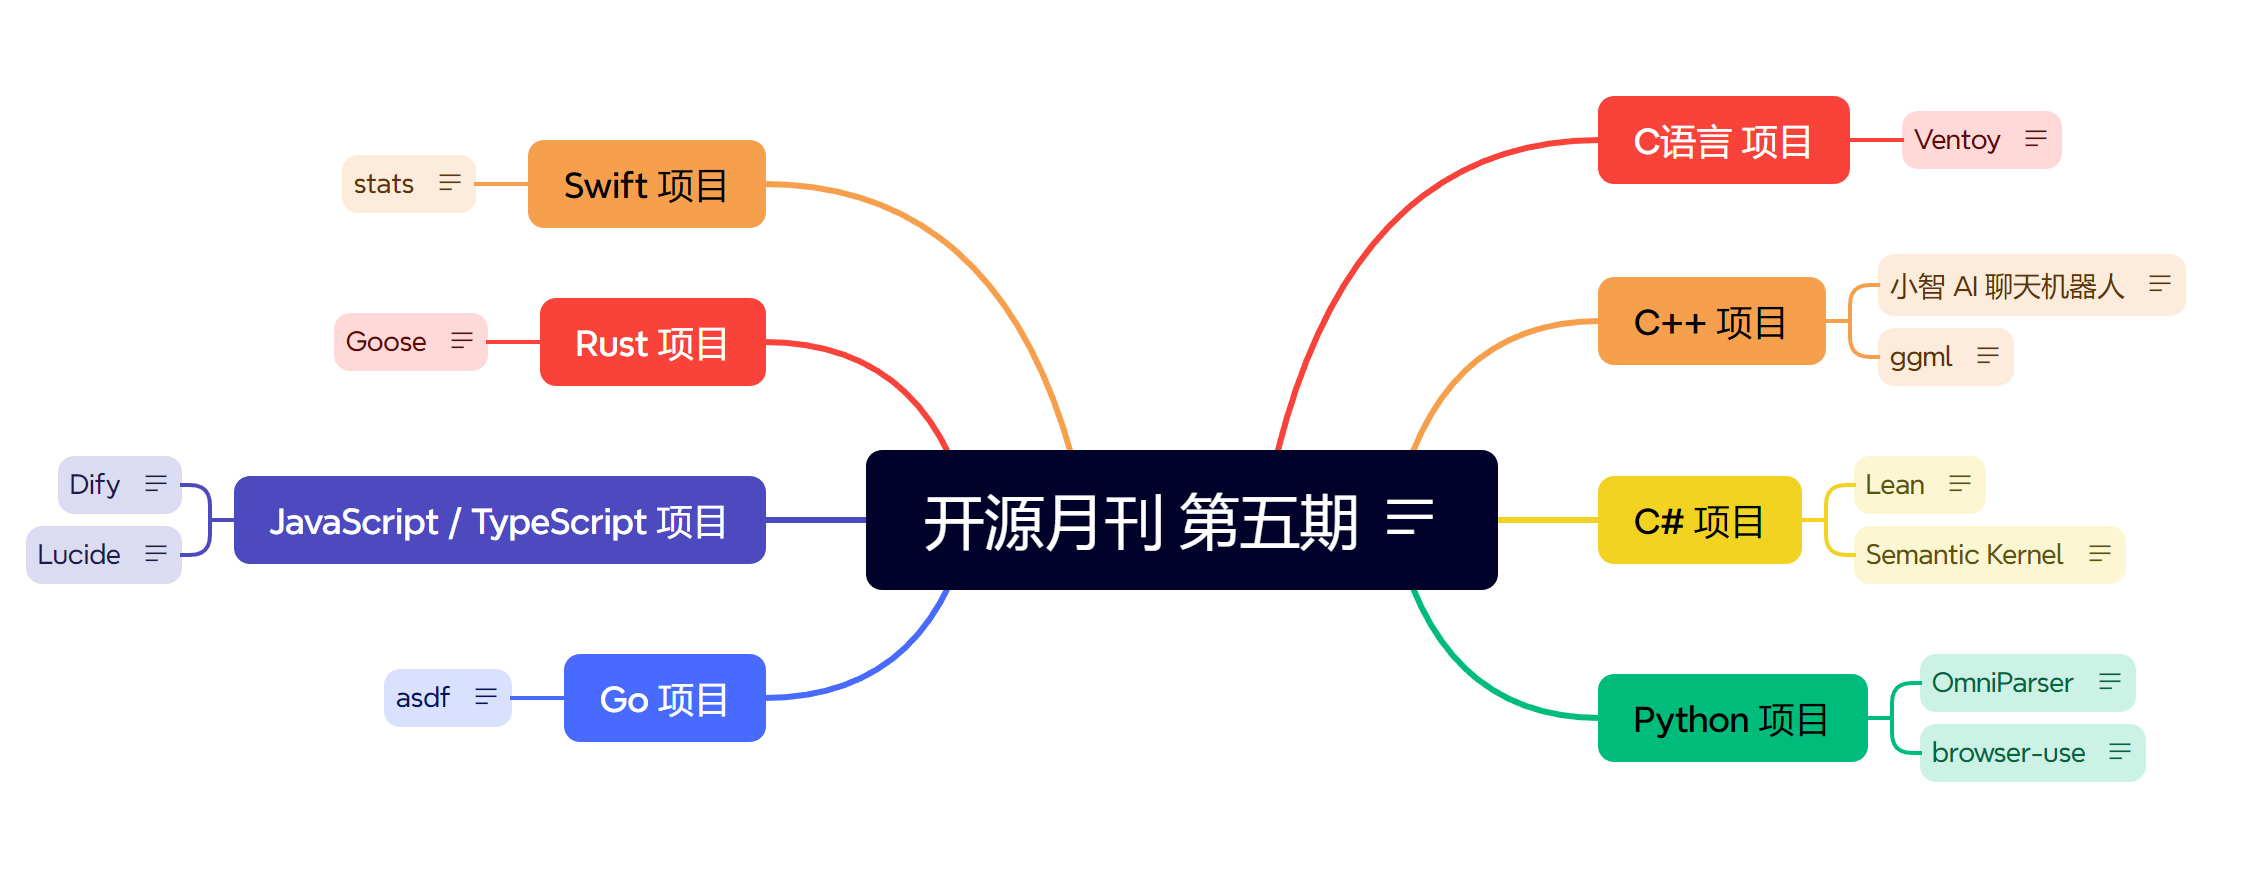 开源月刊 第五期
C语言 项目
Ventoy
C++ 项目
小智 AI 聊天机器人
ggml
C# 项目
Lean
Semantic Kernel
Python 项目
OmniParser
browser-use
Swift 项目
stats
Rust 项目
Goose
JavaScript / TypeScript 项目
Dify
Lucide
Go 项目
asdf